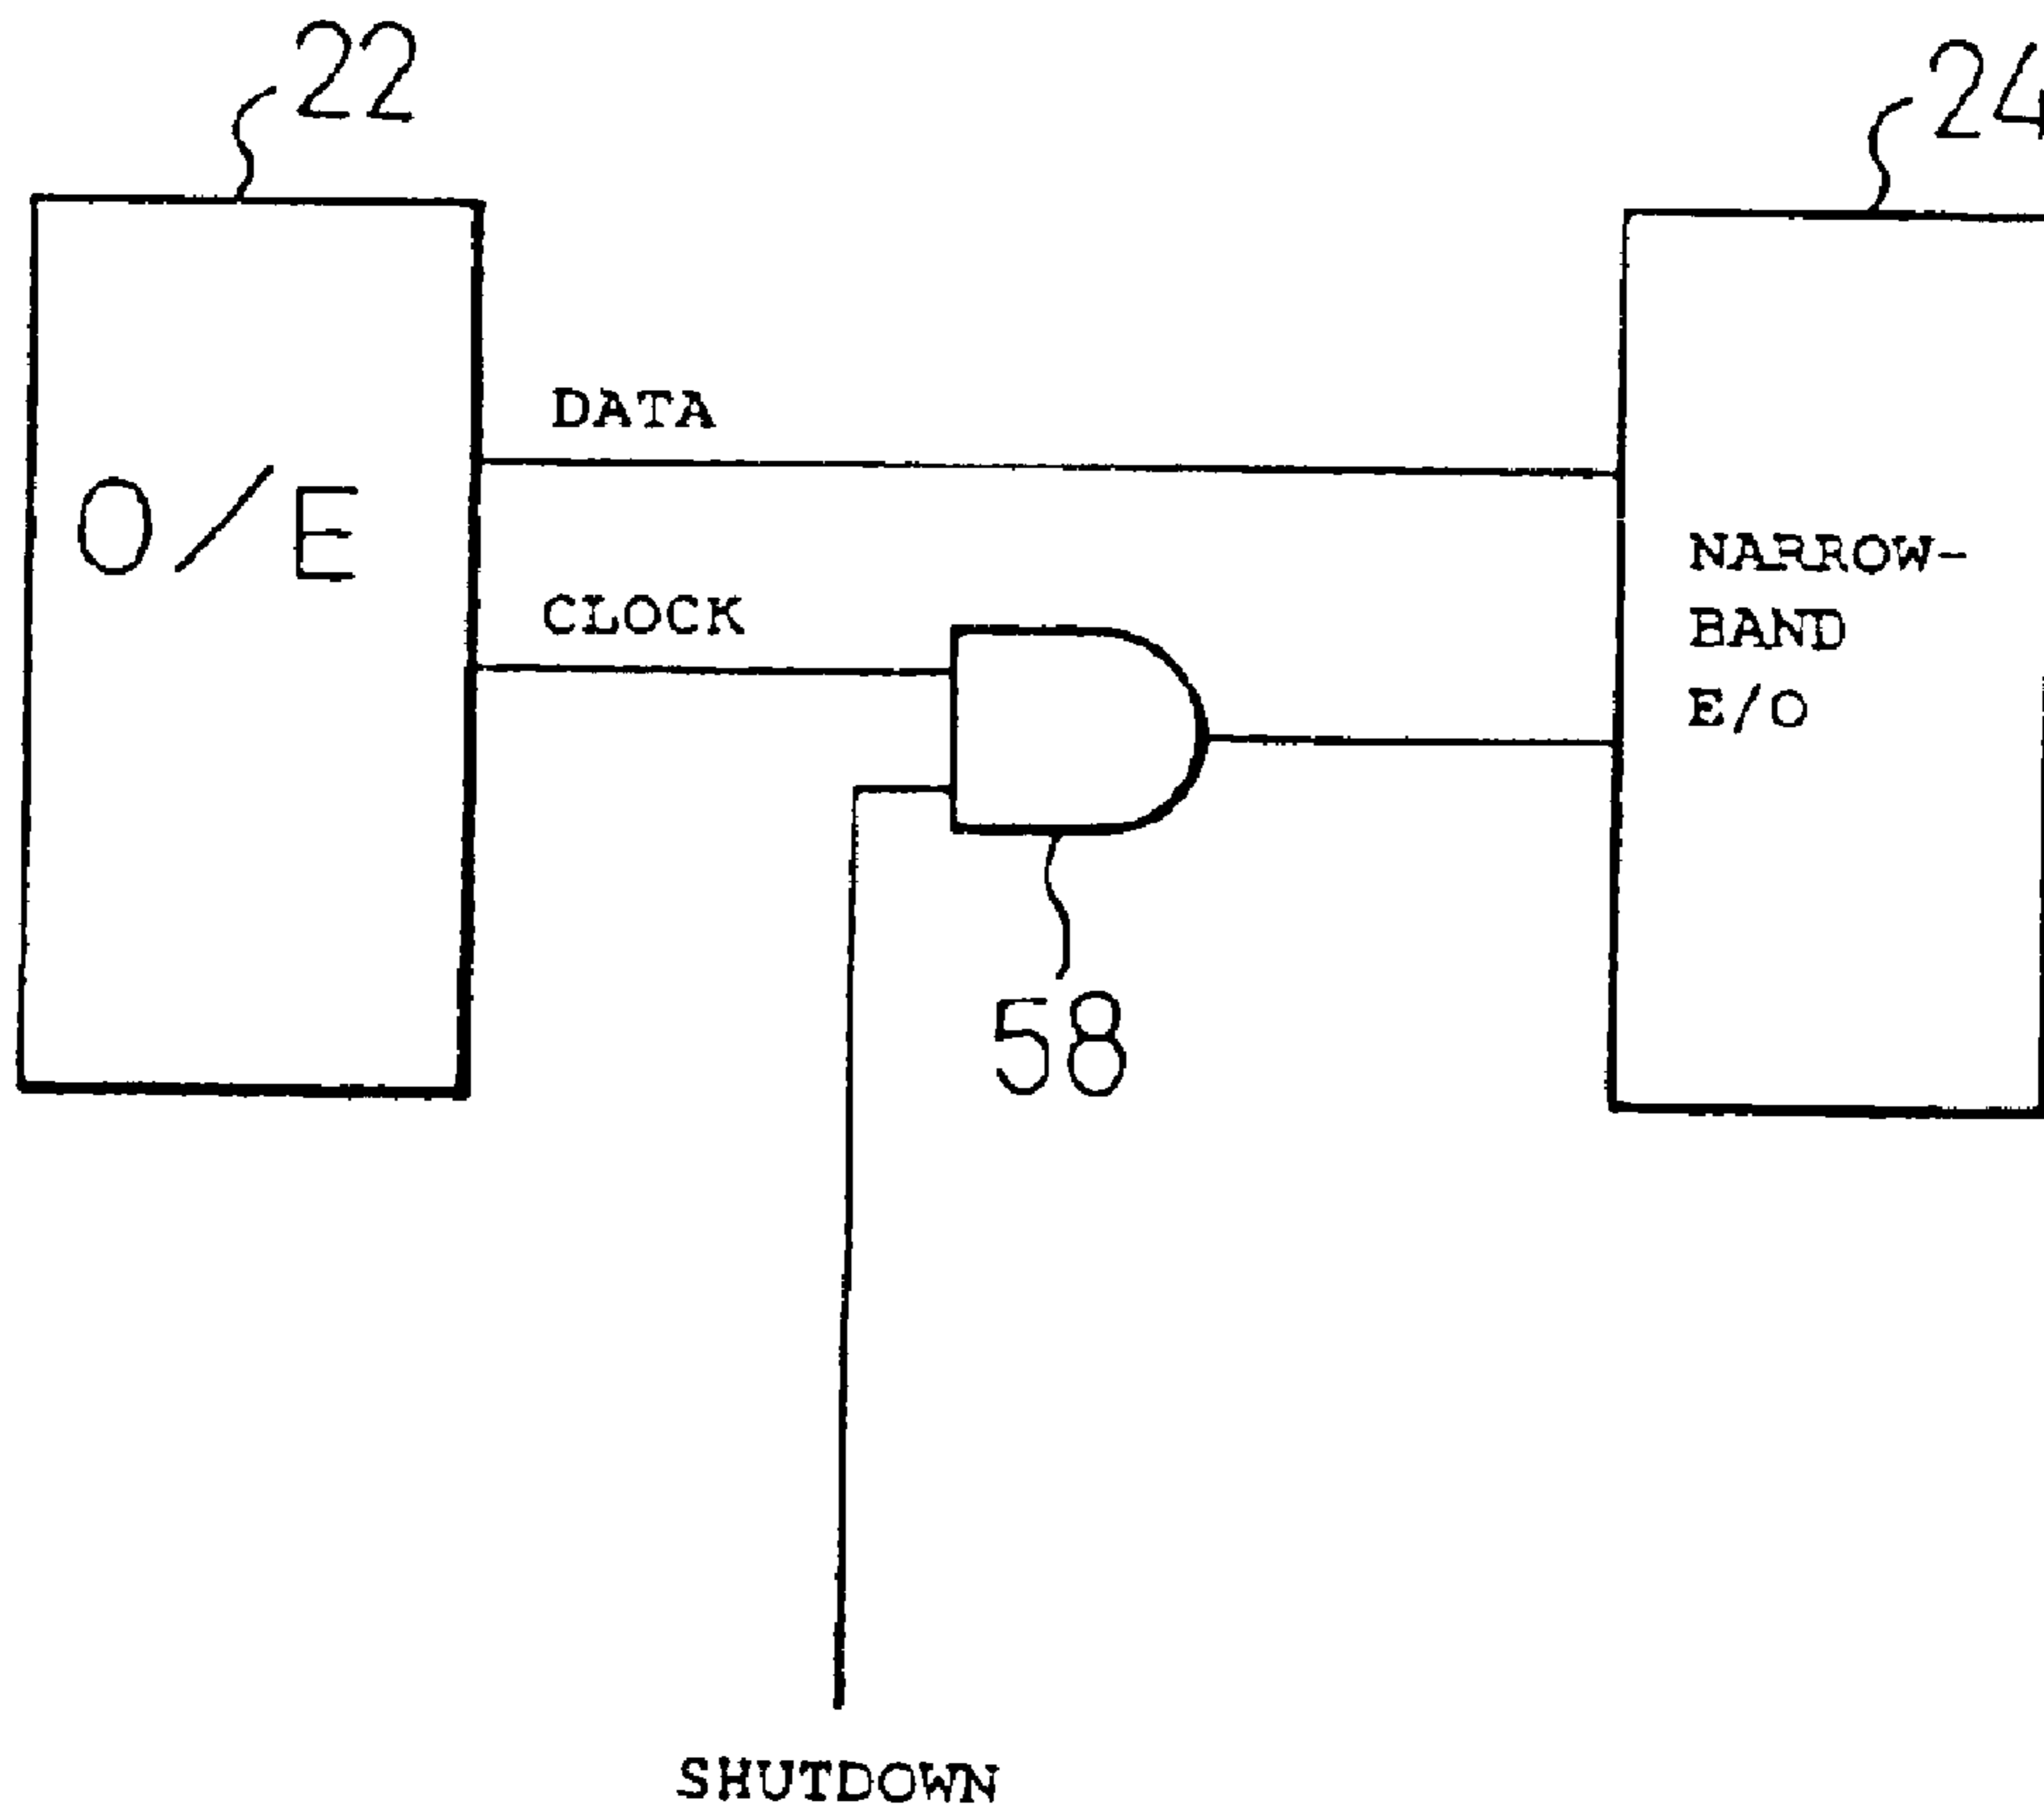 22
24
DATA
O/E
CLOCK
NARROW-
BAND
E/O
58
SHUTDOWN